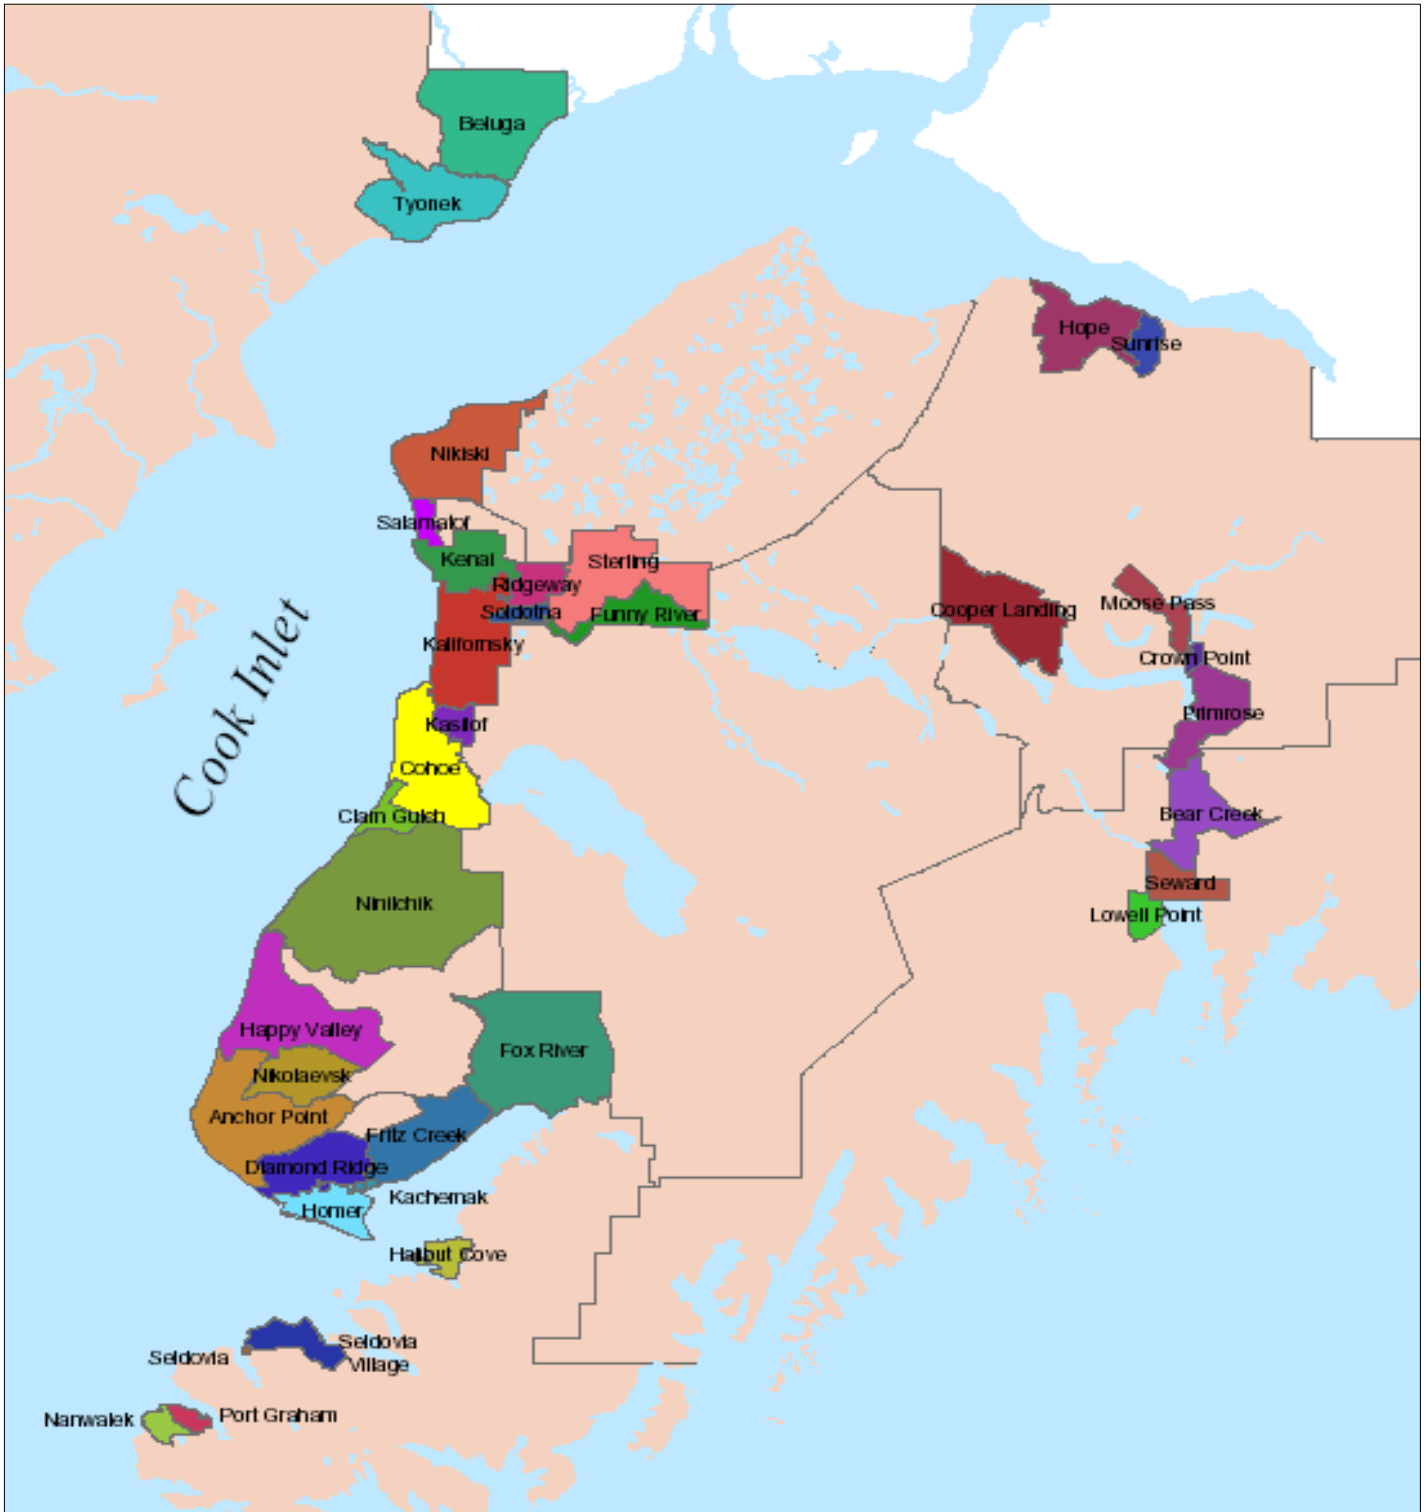 Beluga
Tyonek
Hope
Sunrise
Nikiski
Salamatof
Kenai
Sterling
Ridgeway
Soldotna
Funny River
Cooper Landing
Moose Pass
Kalifornsky
Crown Point
Primrose
Kasilof
Cook Inlet
Cohoe
Clam Gulch
Bear Creek
Ninilchik
Seward
Lowell Point
Happy Valley
Fox River
Nikolaevsk
Anchor Point
Fritz Creek
Diamond Ridge
Kachemak
Homer
Halibut Cove
Seldovia
Seldovia
Village
Nanwalek
Port Graham